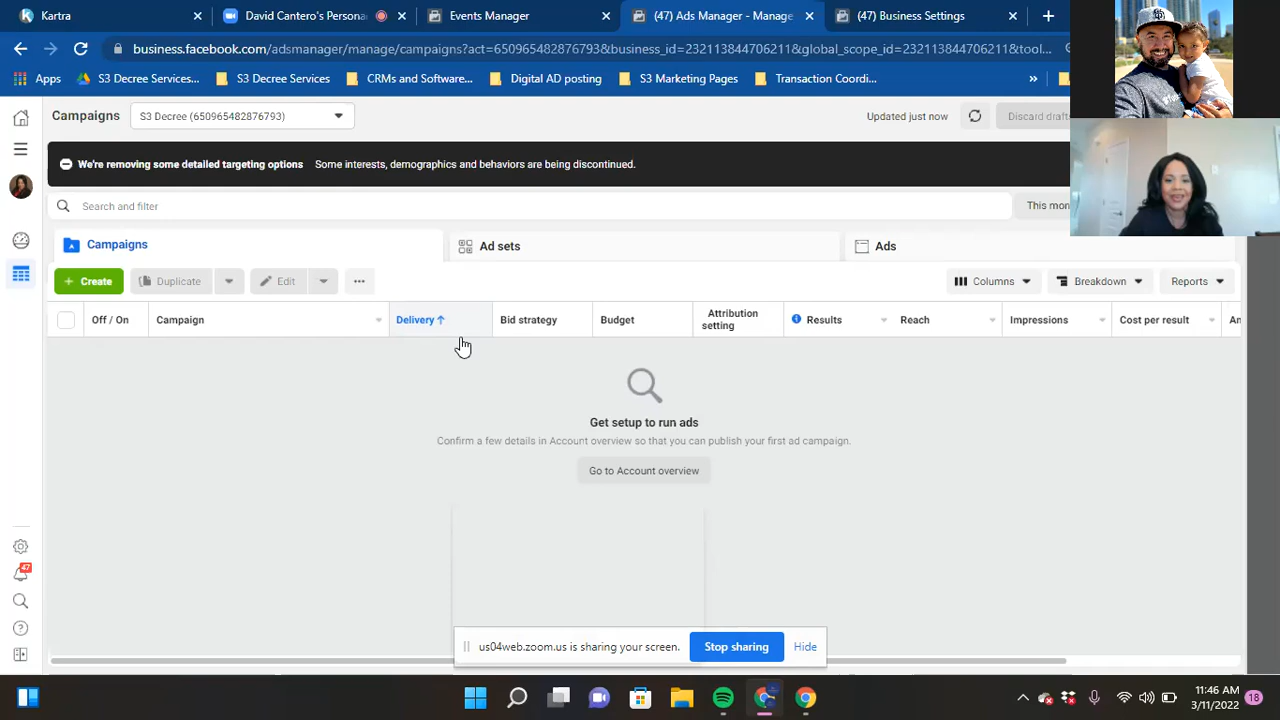 Kartra
David Cantero's Persona
Events Manager
(47) Ads Manager - Manage
(47) Business Settings
business.facebook.com/adsmanager/manage/campaigns?act=650965482876793&business_id=232113844706211&global_scope_id=232113844706211&tool...
Apps
S3 Decree Services...
S3 Decree Services
CRMs and Software...
Digital AD posting
S3 Marketing Pages
Transaction Coordi...
»
Campaigns
S3 Decree (650965482876793)
Updated just now
Discard draft
We're removing some detailed targeting options Some interests, demographics and behaviors are being discontinued.
Search and filter
This mon
Campaigns
Ad sets
Ads
+ Create
Duplicate
Edit
...
Columns
Breakdown
Reports
Off / On
Campaign
Delivery ↑
Bid strategy
Budget
Attribution
setting
Results
Reach
Impressions
Cost per result
Am
Get setup to run ads
Confirm a few details in Account overview so that you can publish your first ad campaign.
Go to Account overview
47
us04web.zoom.us is sharing your screen.
Stop sharing
Hide
11:46 AM
3/11/2022
18